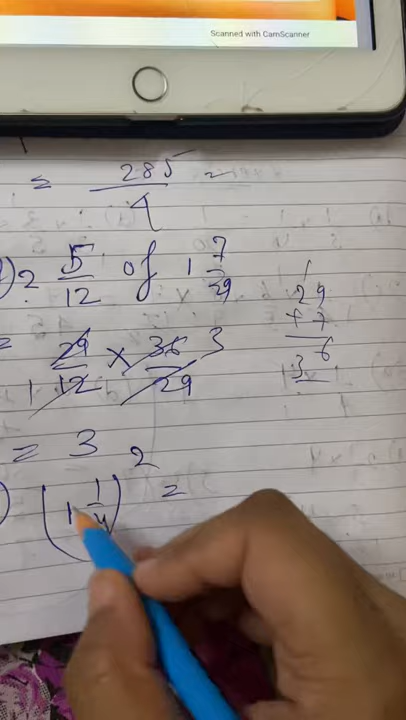 Scanned with CamScanner
= 285/4
2 5/12 of 1 7/29
29
+ 7
36
= 29/12 × 36/29 3
1
= 3
(1 1/4)² =